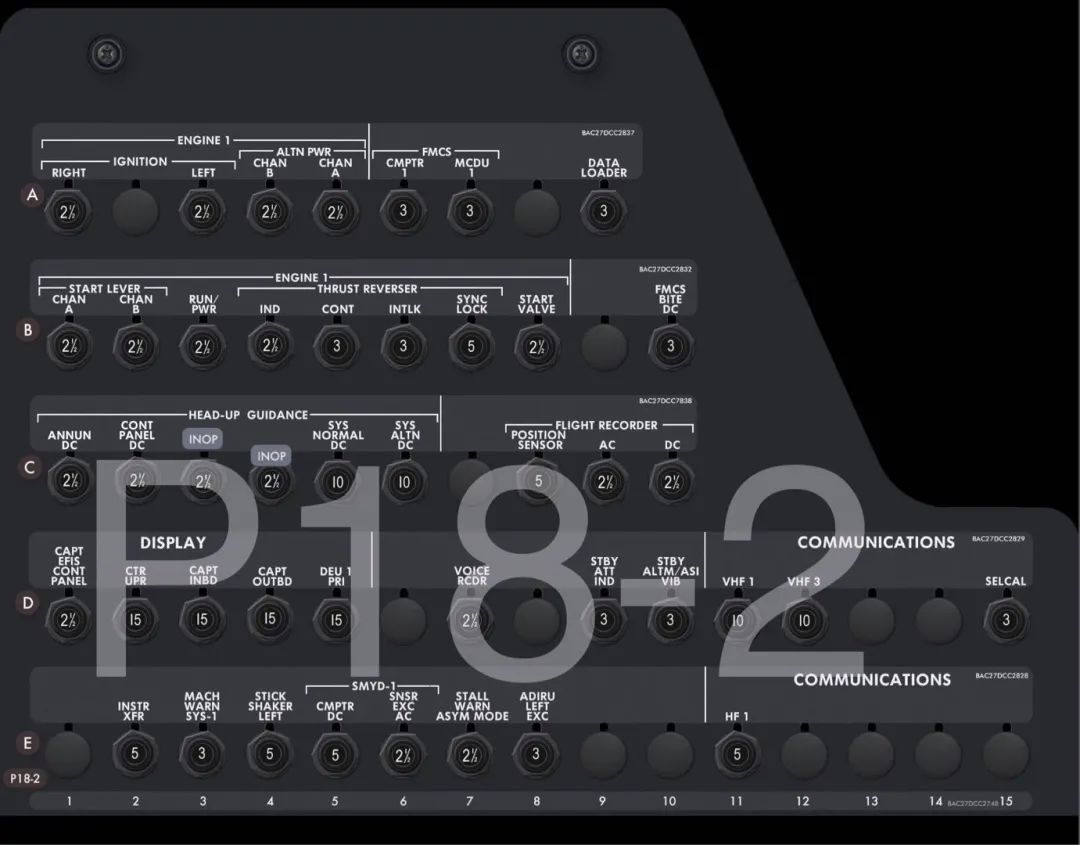 BAC27DCC2837
ENGINE 1
ALTN PWR
FMCS
IGNITION
CHAN B
CHAN A
CMPTR 1
MCDU 1
DATA LOADER
RIGHT
LEFT
A
2½
2½
2½
2½
3
3
3
BAC27DCC2832
ENGINE 1
START LEVER
THRUST REVERSER
CHAN A
CHAN B
RUN/ PWR
IND
CONT
INTLK
SYNC LOCK
START VALVE
FMCS BITE DC
B
2½
2½
2½
2½
3
3
5
2½
3
BAC27DCC7838
HEAD-UP GUIDANCE
FLIGHT RECORDER
ANNUN DC
CONT PANEL DC
INOP
INOP
SYS NORMAL DC
SYS ALTN DC
POSITION SENSOR
AC
DC
C
2½
2½
2½
2½
10
10
5
2½
2½
P18-2
DISPLAY
COMMUNICATIONS
BAC27DCC2829
CAPT EFIS CONT PANEL
CTR UPR
CAPT INBD
CAPT OUTBD
DEU 1 PRI
VOICE RCDR
STBY ATT IND
STBY ALTM/ASI VIB
VHF 1
VHF 3
SELCAL
D
2½
15
15
15
15
2½
3
3
10
10
3
COMMUNICATIONS
BAC27DCC2828
SMYD-1
INSTR XFR
MACH WARN SYS-1
STICK SHAKER LEFT
CMPTR DC
SNSR EXC AC
STALL WARN ASYM MODE
ADIRU LEFT EXC
HF 1
E
5
3
5
5
2½
2½
3
5
P18-2
1 2 3 4 5 6 7 8 9 10 11 12 13 14 BAC27DCC2748 15